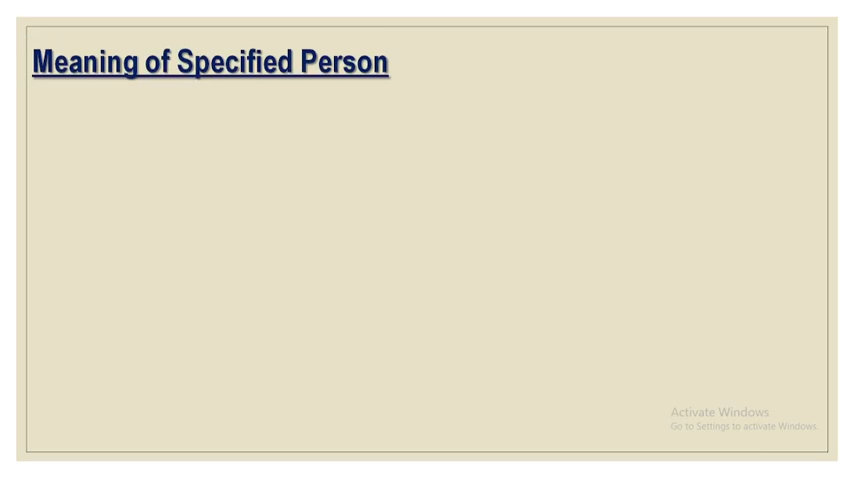 Meaning of Specified Person
Activate Windows
Go to Settings to activate Windows.